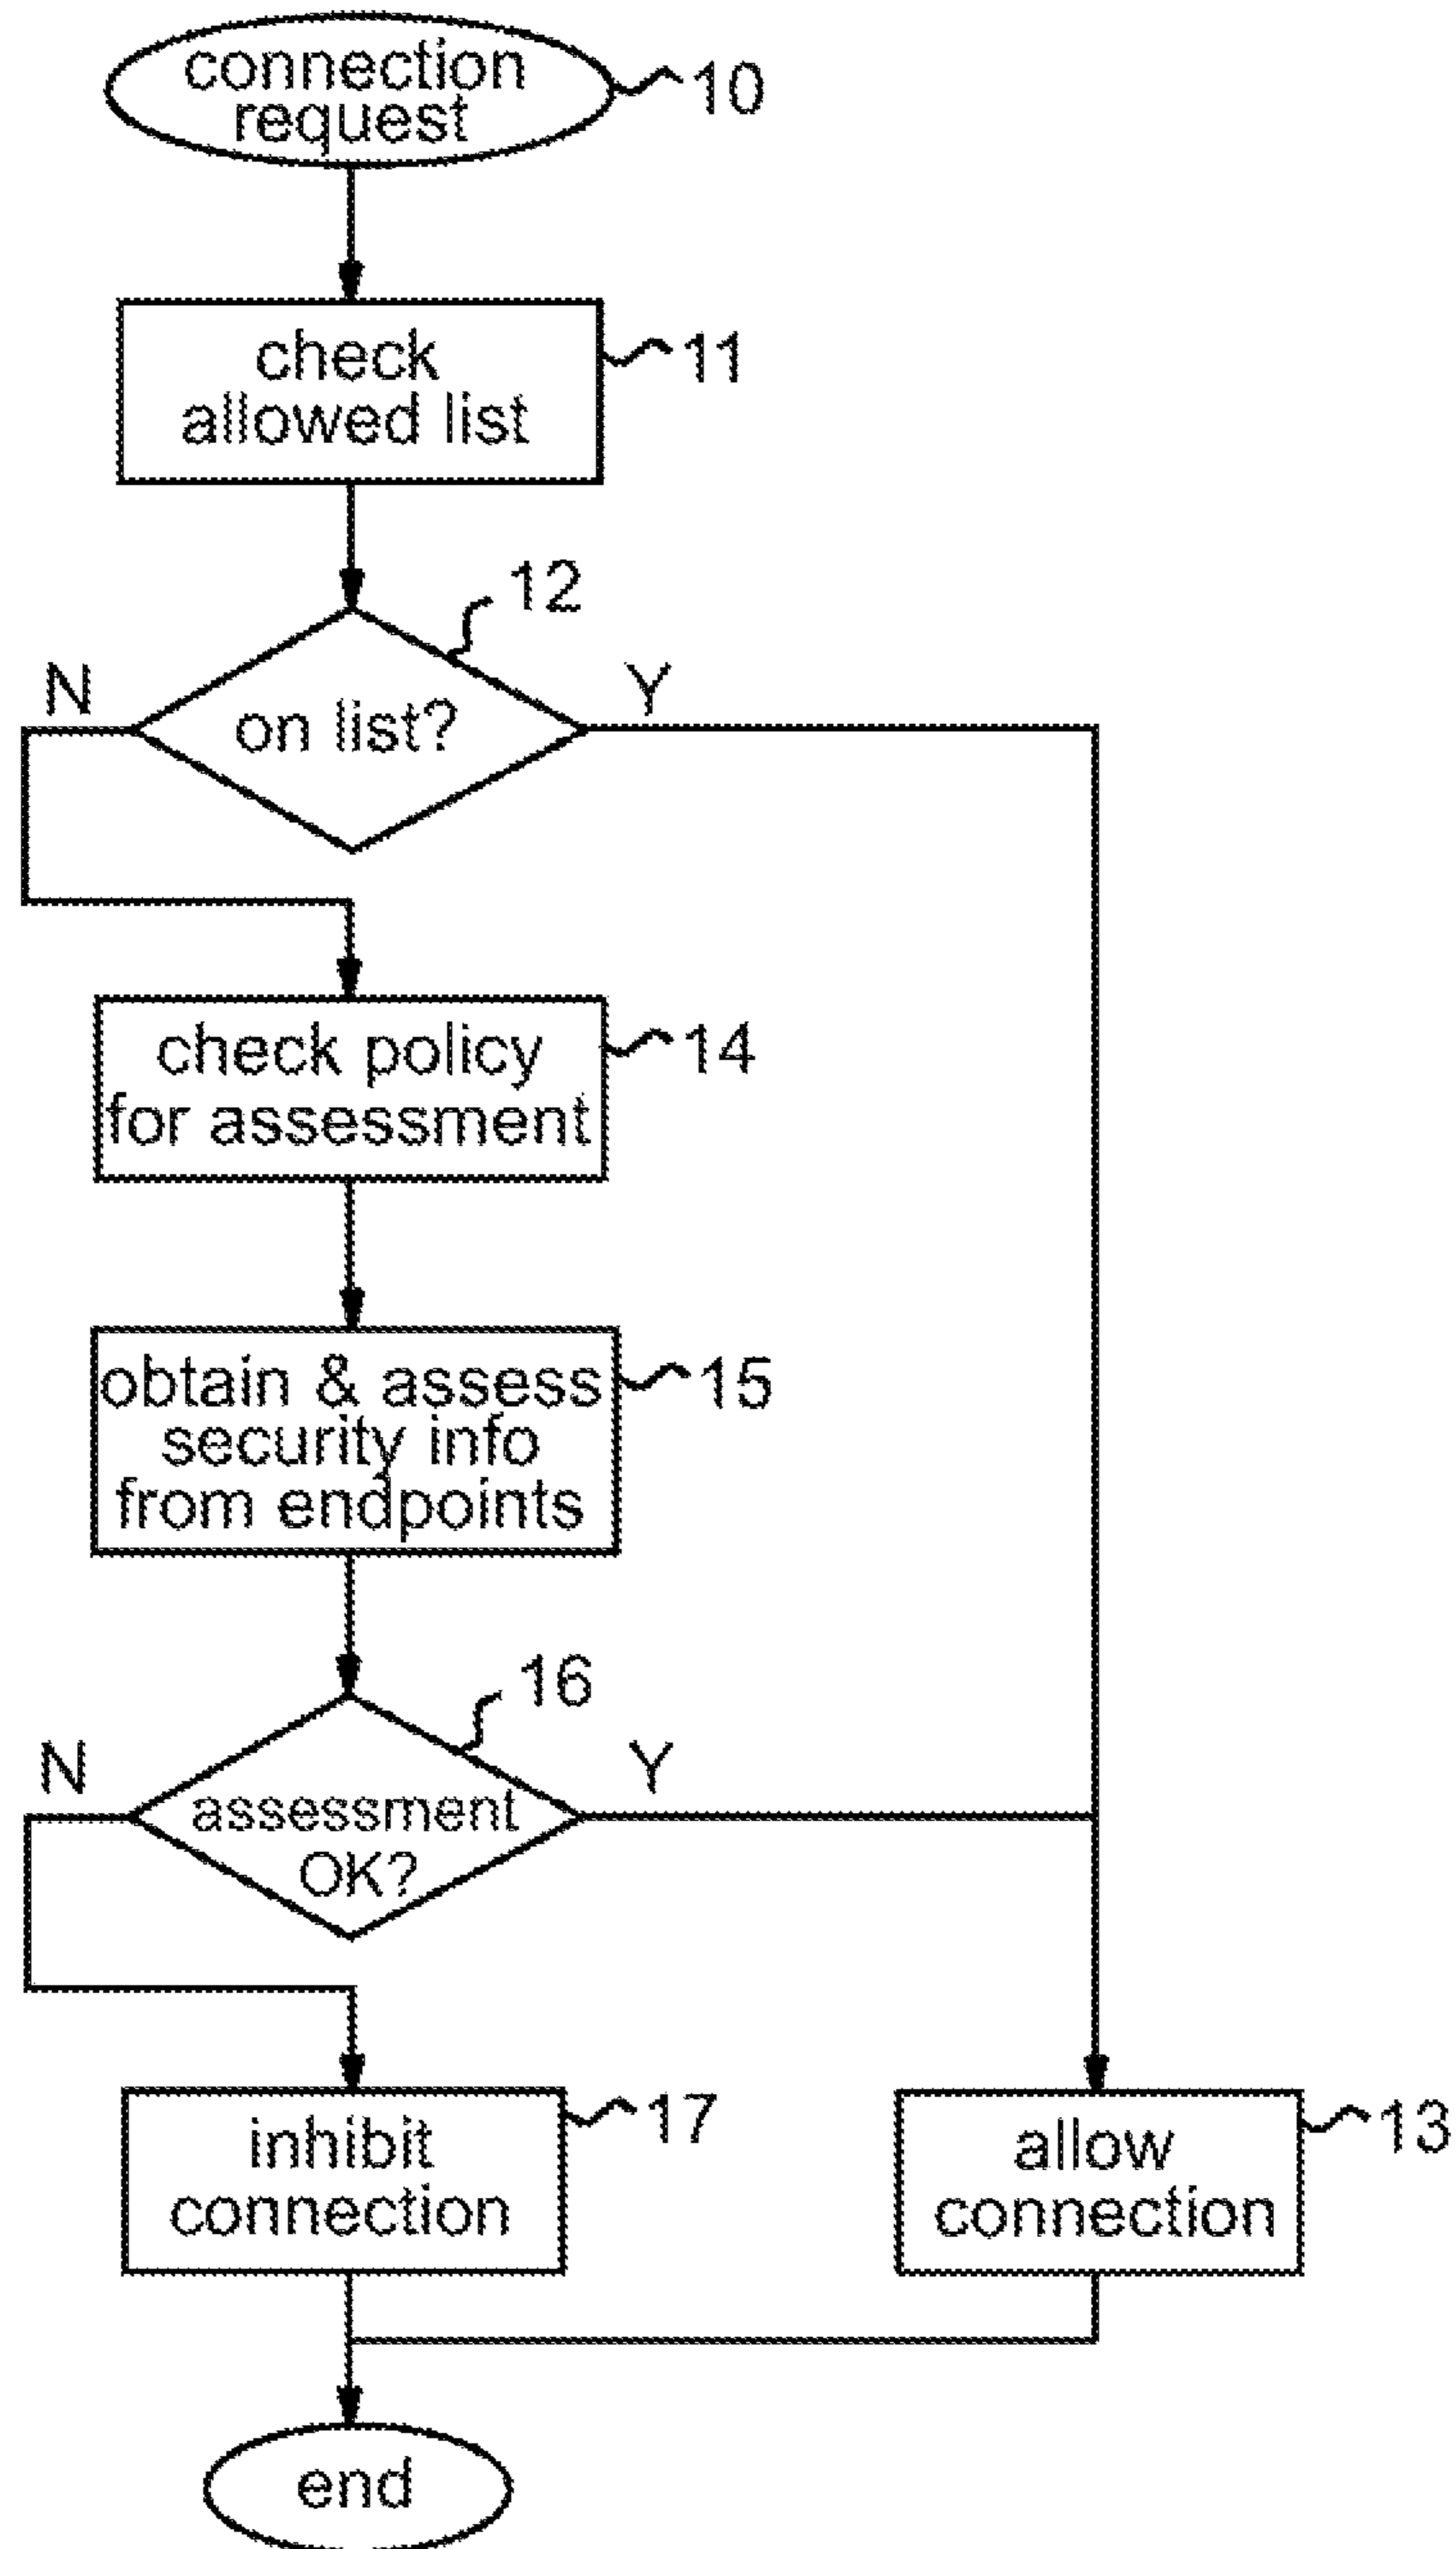 connection
request
10
check
allowed list
11
12
N
on list?
Y
check policy
for assessment
14
obtain & assess
security info
from endpoints
15
16
N
assessment
OK?
Y
inhibit
connection
17
allow
connection
13
end